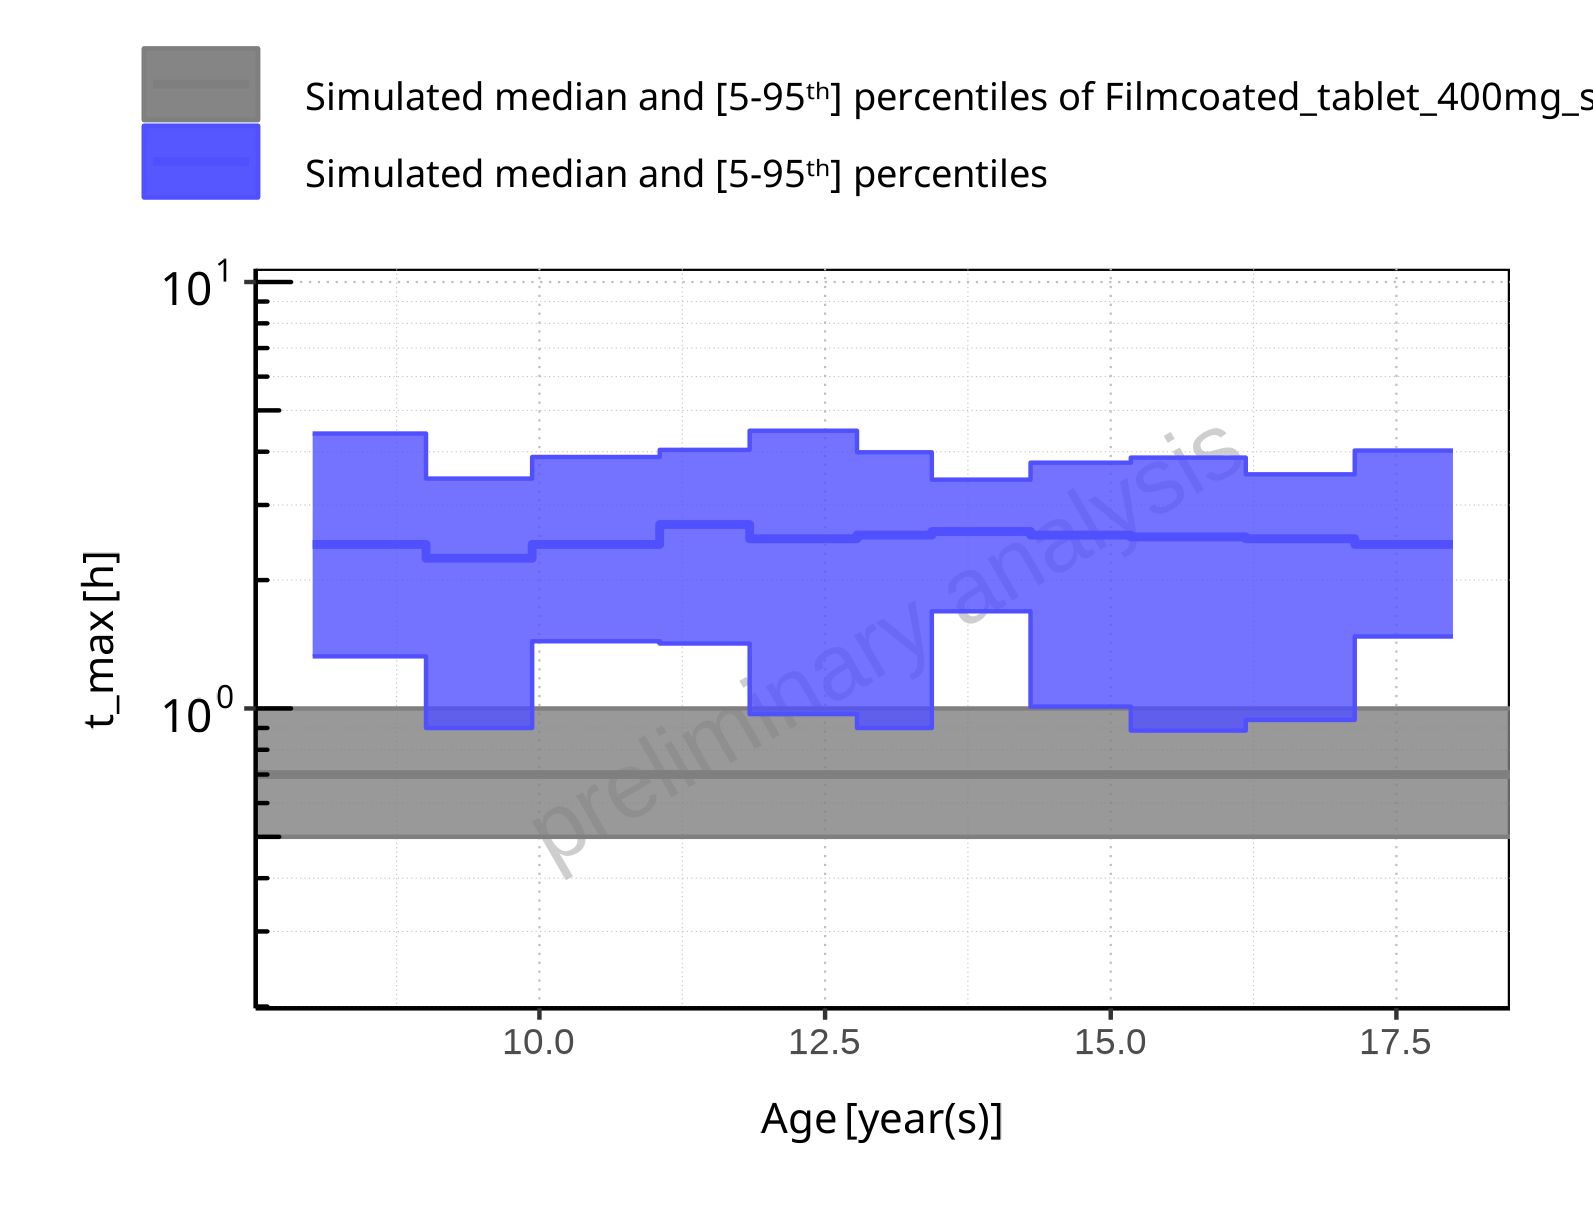 Simulated median and [5-95th] percentiles of Filmcoated_tablet_400mg_s
Simulated median and [5-95th] percentiles
10^1
t_max [h]
10^0
preliminary analysis
10.0 12.5 15.0 17.5
Age [year(s)]